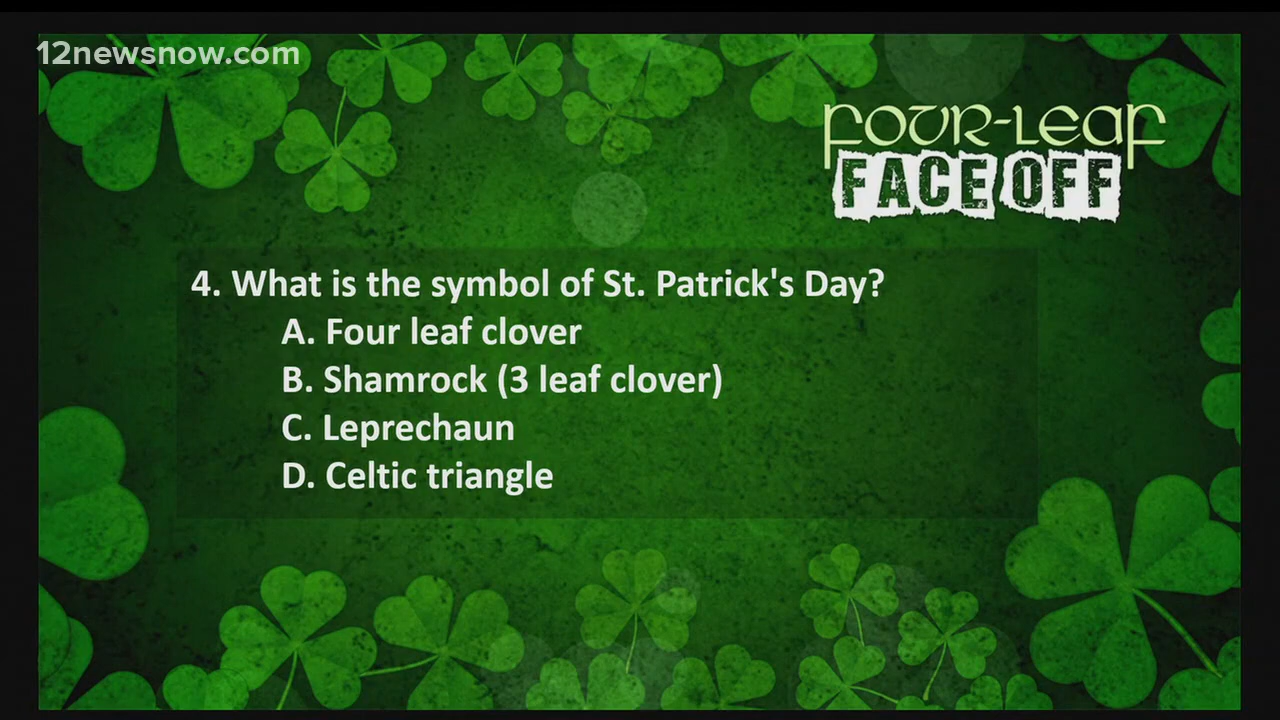 12newsnow.com
FOUR-LEAF
FACE OFF
4. What is the symbol of St. Patrick's Day?
A. Four leaf clover
B. Shamrock (3 leaf clover)
C. Leprechaun
D. Celtic triangle